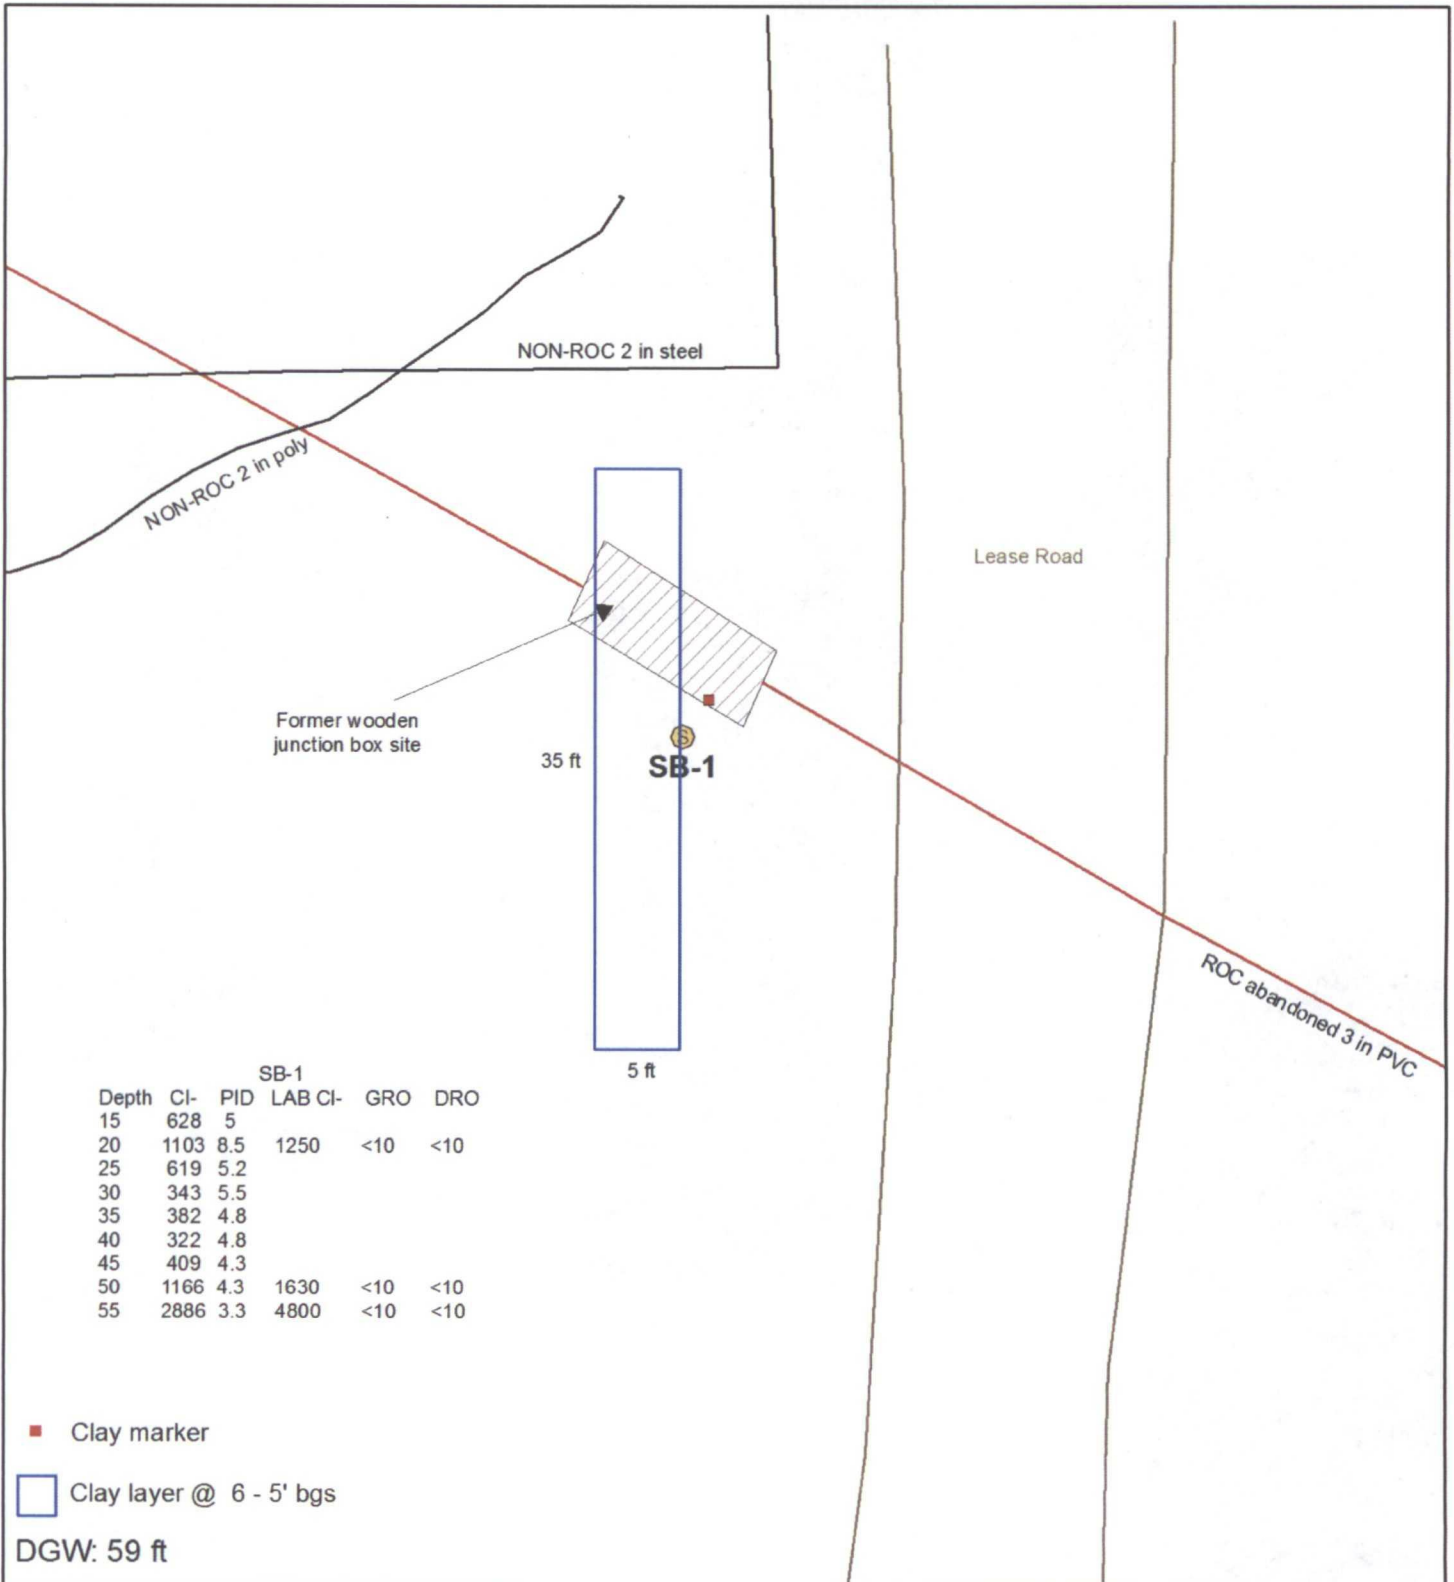 NON-ROC 2 in steel
NON-ROC 2 in poly
Lease Road
Former wooden
junction box site
35 ft
S
SB-1
5 ft
ROC abandoned 3 in PVC
SB-1
Depth Cl- PID LAB Cl- GRO DRO
15 628 5
20 1103 8.5 1250 <10 <10
25 619 5.2
30 343 5.5
35 382 4.8
40 322 4.8
45 409 4.3
50 1166 4.3 1630 <10 <10
55 2886 3.3 4800 <10 <10
Clay marker
Clay layer @ 6 - 5' bgs
DGW: 59 ft